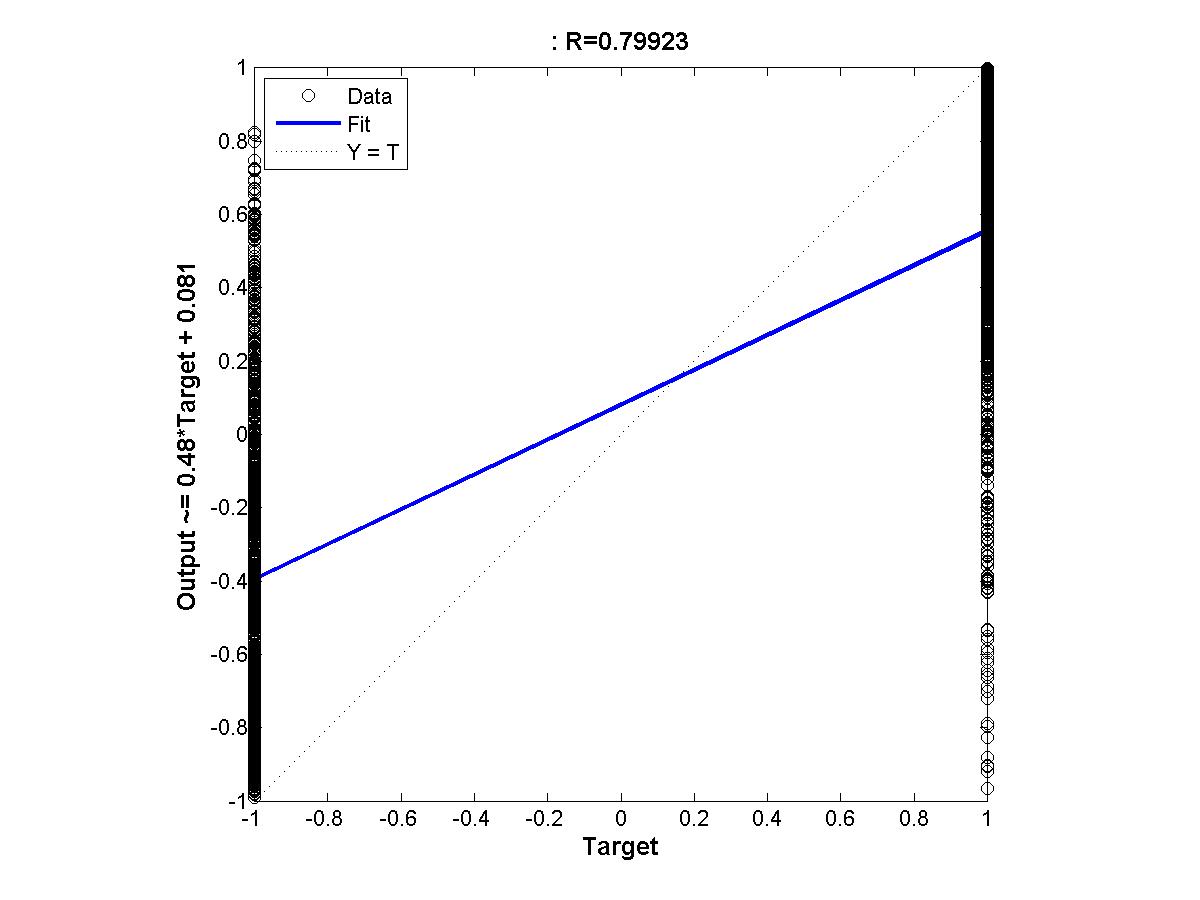 : R=0.79923
Data
Fit
Y = T
Output ~= 0.48*Target + 0.081
1
0.8
0.6
0.4
0.2
0
-0.2
-0.4
-0.6
-0.8
-1
-1 -0.8 -0.6 -0.4 -0.2 0 0.2 0.4 0.6 0.8 1
Target